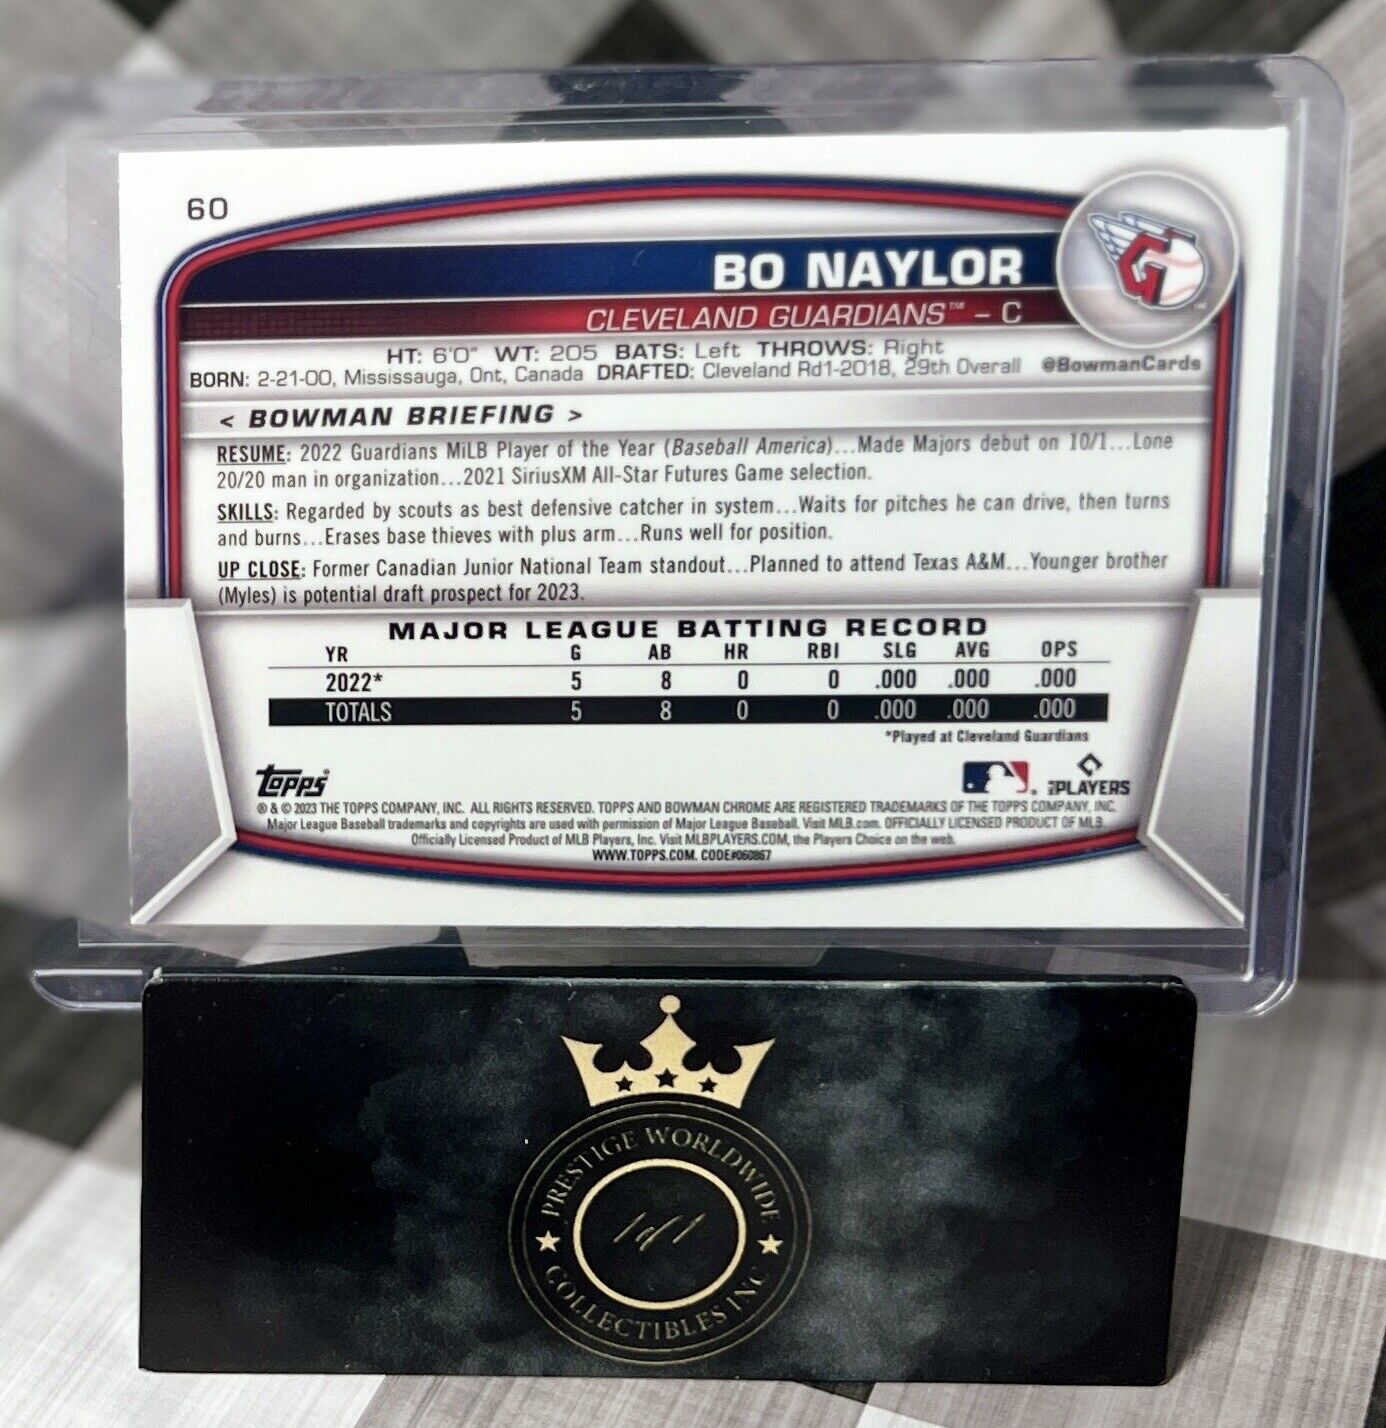 60
BO NAYLOR
CLEVELAND GUARDIANS™ – C
HT: 6'0" WT: 205 BATS: Left THROWS: Right
BORN: 2-21-00, Mississauga, Ont, Canada DRAFTED: Cleveland Rd1-2018, 29th Overall @BowmanCards
< BOWMAN BRIEFING >
RESUME: 2022 Guardians MiLB Player of the Year (Baseball America)...Made Majors debut on 10/1...Lone
20/20 man in organization...2021 SiriusXM All-Star Futures Game selection.
SKILLS: Regarded by scouts as best defensive catcher in system...Waits for pitches he can drive, then turns
and burns...Erases base thieves with plus arm...Runs well for position.
UP CLOSE: Former Canadian Junior National Team standout...Planned to attend Texas A&M...Younger brother
(Myles) is potential draft prospect for 2023.
MAJOR LEAGUE BATTING RECORD
YR G AB HR RBI SLG AVG OPS
2022* 5 8 0 0 .000 .000 .000
TOTALS 5 8 0 0 .000 .000 .000
*Played at Cleveland Guardians
Topps® PLAYERS
® & © 2023 THE TOPPS COMPANY, INC. ALL RIGHTS RESERVED. TOPPS AND BOWMAN CHROME ARE REGISTERED TRADEMARKS OF THE TOPPS COMPANY, INC.
Major League Baseball trademarks and copyrights are used with permission of Major League Baseball. Visit MLB.com. OFFICIALLY LICENSED PRODUCT OF MLB
Officially Licensed Product of MLB Players, Inc. Visit MLBPLAYERS.COM, the Players Choice on the web.
WWW.TOPPS.COM. CODE#060867
PRESTIGE WORLDWIDE
1 of 1
COLLECTIBLES INC